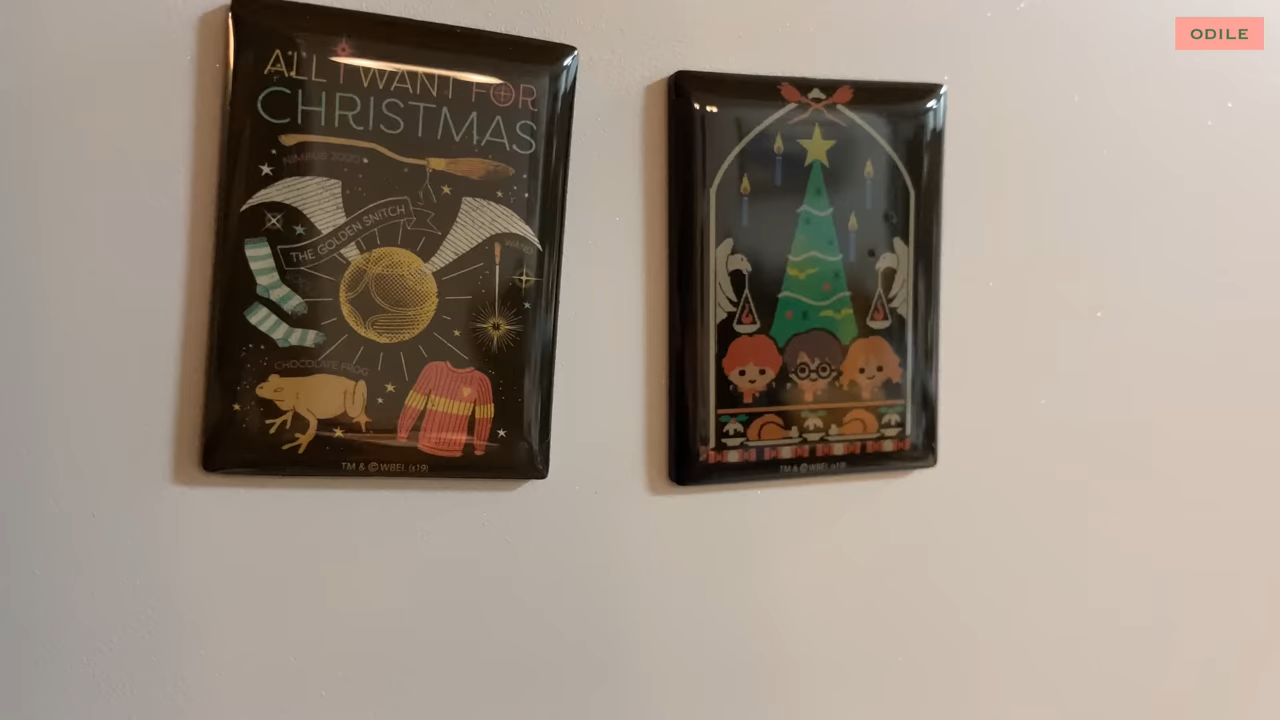 ODILE
ALL I WANT FOR
CHRISTMAS
NIMBUS 2000
THE GOLDEN SNITCH
WAND
CHOCOLATE FROG
TM & © WBEI. (s19)
TM & © WBEI. (s19)